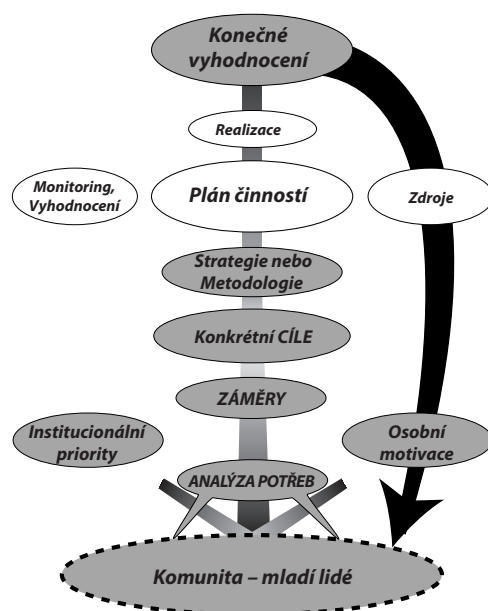 Konečné
vyhodnocení
Realizace
Monitoring,
Vyhodnocení
Plán činností
Zdroje
Strategie nebo
Metodologie
Konkrétní CÍLE
ZÁMĚRY
Institucionální
priority
Osobní
motivace
ANALÝZA POTŘEB
Komunita – mladí lidé